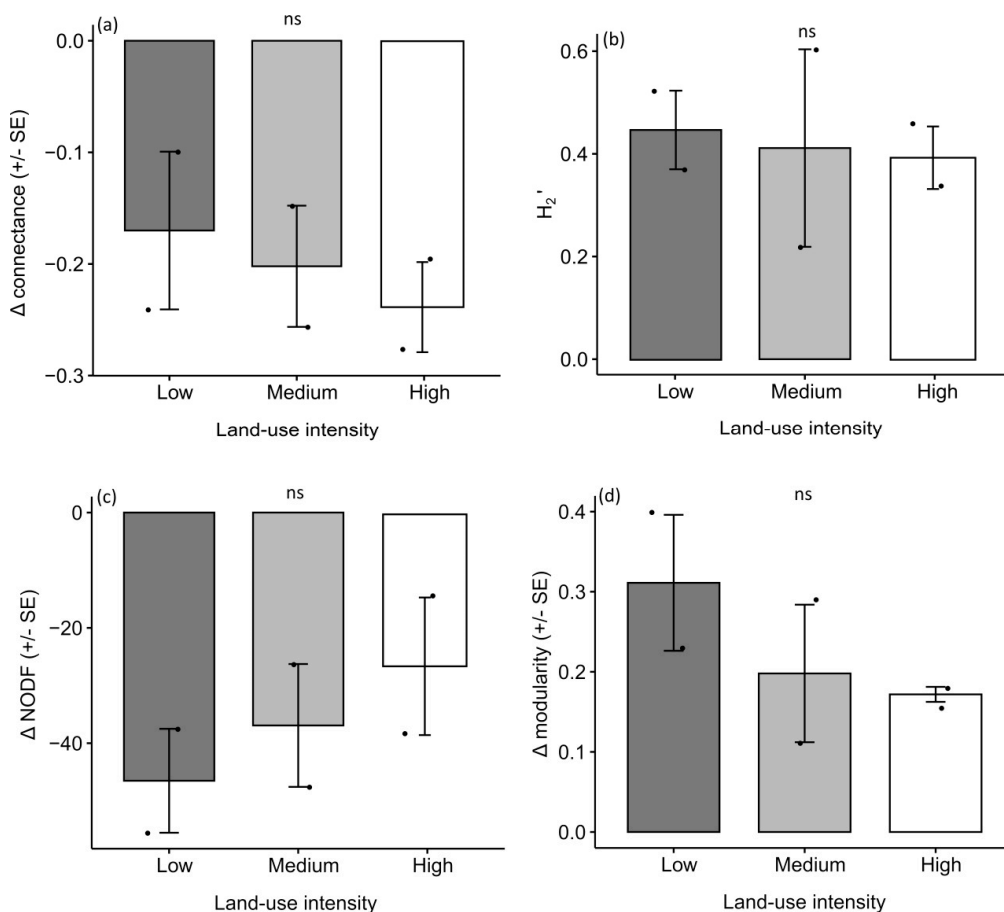 (a)
ns
0.0
−0.1
−0.2
−0.3
Δ connectance (+/- SE)
Low Medium High
Land-use intensity
(b)
ns
0.6
0.4
0.2
0.0
H2'
Low Medium High
Land-use intensity
(c)
ns
0
−20
−40
Δ NODF (+/- SE)
Low Medium High
Land-use intensity
(d)
ns
0.4
0.3
0.2
0.1
0.0
Δ modularity (+/- SE)
Low Medium High
Land-use intensity